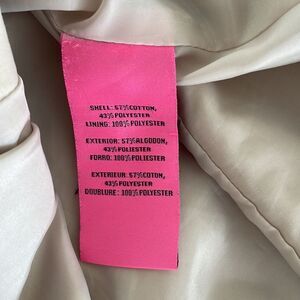 SHELL: 57%COTTON,
43%POLYESTER
LINING: 100%POLYESTER
EXTERIOR: 57%ALGODON,
43%POLIESTER
FORRO: 100%POLIESTER
EXTERIEUR: 57%COTON,
43%POLYESTER
DOUBLURE: 100%POLYESTER